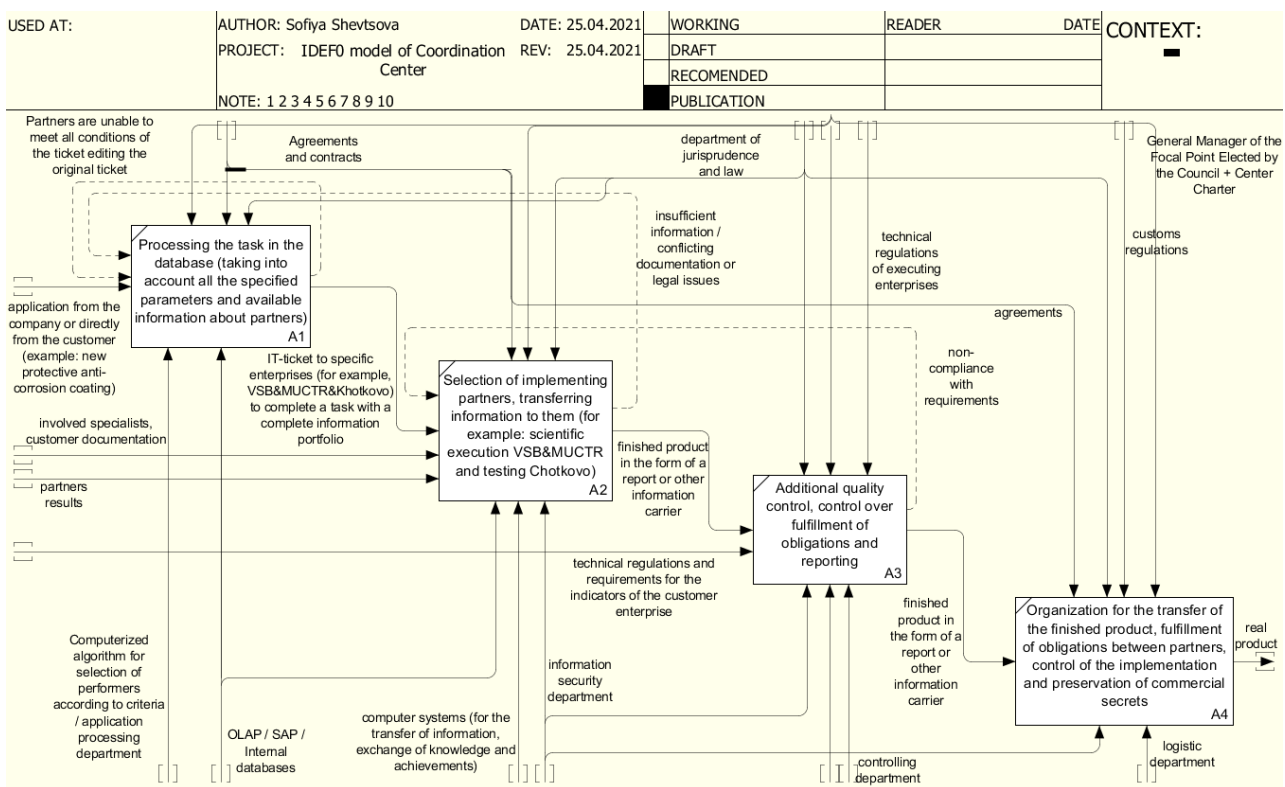 USED AT:
AUTHOR: Sofiya Shevtsova
DATE: 25.04.2021
PROJECT: IDEF0 model of Coordination
Center
REV: 25.04.2021
NOTE: 1 2 3 4 5 6 7 8 9 10
WORKING
DRAFT
RECOMENDED
PUBLICATION
READER
DATE
CONTEXT:
Partners are unable to
meet all conditions of
the ticket editing the
original ticket
Agreements
and contracts
department of
jurisprudence
and law
General Manager of the
Focal Point Elected by
the Council + Center
Charter
insufficient
information /
conflicting
documentation or
legal issues
technical
regulations
of executing
enterprises
customs
regulations
Processing the task in the
database (taking into
account all the specified
parameters and available
information about partners)
A1
application from the
company or directly
from the customer
(example: new
protective anti-
corrosion coating)
agreements
IT-ticket to specific
enterprises (for example,
VSB&MUCTR&Khotkovo)
to complete a task with a
complete information
portfolio
non-
compliance
with
requirements
Selection of implementing
partners, transferring
information to them (for
example: scientific
execution VSB&MUCTR
and testing Chotkovo)
A2
involved specialists,
customer documentation
partners
results
finished product
in the form of a
report or other
information
carrier
Additional quality
control, control over
fulfillment of
obligations and
reporting
A3
technical regulations and
requirements for the
indicators of the customer
enterprise
finished
product in
the form of a
report or
other
information
carrier
Organization for the transfer of
the finished product, fulfillment
of obligations between partners,
control of the implementation
and preservation of commercial
secrets
A4
real
product
Computerized
algorithm for
selection of
performers
according to criteria
/ application
processing
department
OLAP / SAP /
Internal
databases
computer systems (for the
transfer of information,
exchange of knowledge and
achievements)
information
security
department
controlling
department
logistic
department